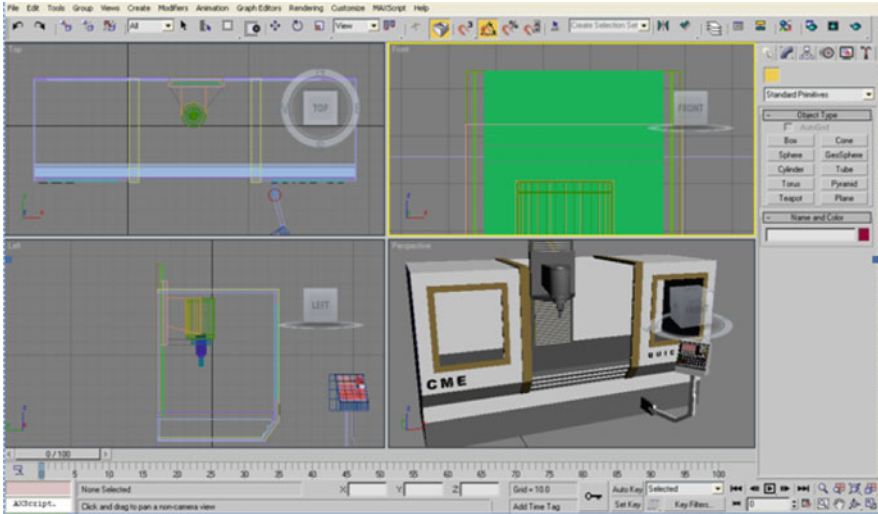 File Edit Tools Group Views Create Modifiers Animation Graph Editors Rendering Customize MAXScript Help
All View Create Selection Set
Top
TOP
Front
FRONT
Standard Primitives
- Object Type
AutoGrid
Box Cone
Sphere GeoSphere
Cylinder Tube
Torus Pyramid
Teapot Plane
- Name and Color
Left
LEFT
Perspective
CME
QUIC
0 / 100
0 5 10 15 20 25 30 35 40 45 50 55 60 65 70 75 80 85 90 95 100
None Selected X Y Z Grid = 10.0 Auto Key Selected
AXScript. Click and drag to pan a non-camera view Add Time Tag Set Key Key Filters... 0